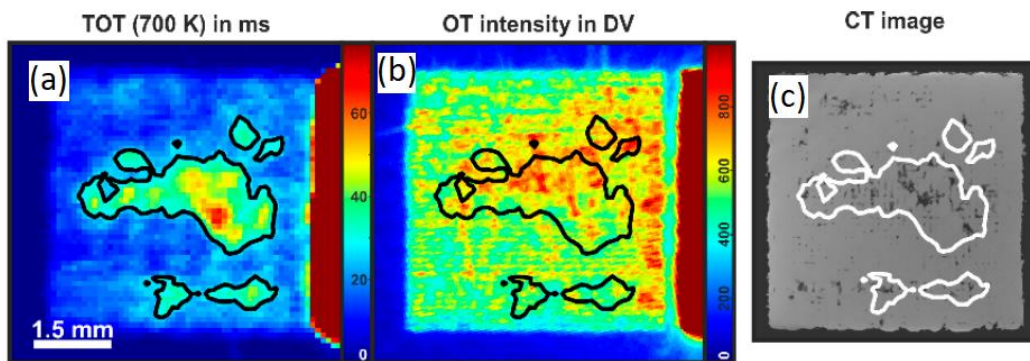 TOT (700 K) in ms
OT intensity in DV
CT image
(a)
(b)
(c)
60
40
20
0
800
600
400
200
0
1.5 mm